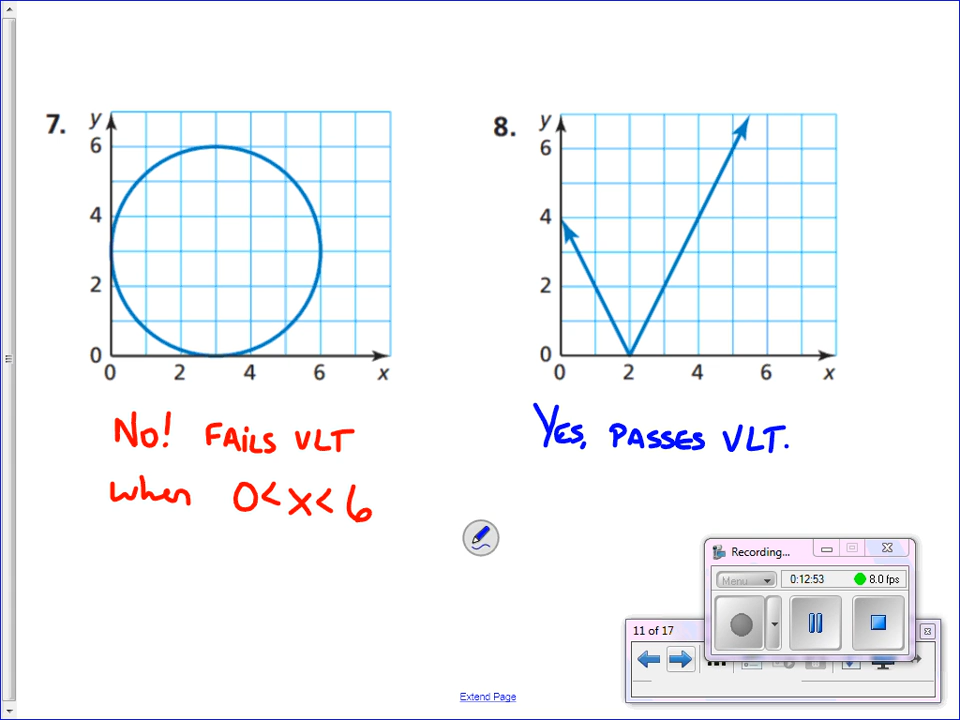 7.
y
6
4
2
0
0 2 4 6 x
8.
y
6
4
2
0
0 2 4 6 x
No! FAILS VLT
when 0<x<6
YES, PASSES VLT.
Recording...
Menu
0:12:53
8.0 fps
11 of 17
Extend Page